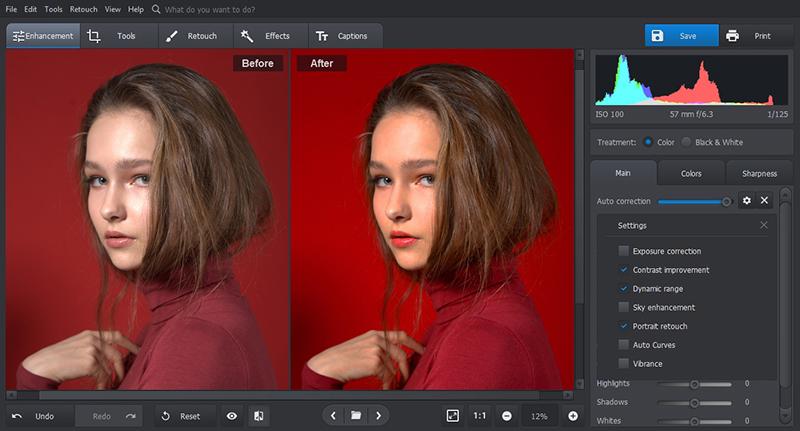 File Edit Tools Retouch View Help What do you want to do?
Enhancement Tools Retouch Effects Captions Save Print
Before After
ISO 100 57 mm f/6.3 1/125
Treatment: Color Black & White
Main Colors Sharpness
Auto correction
Settings
Exposure correction
Contrast improvement
Dynamic range
Sky enhancement
Portrait retouch
Auto Curves
Vibrance
Highlights 0
Shadows 0
Whites 0
Undo Redo Reset 1:1 12%